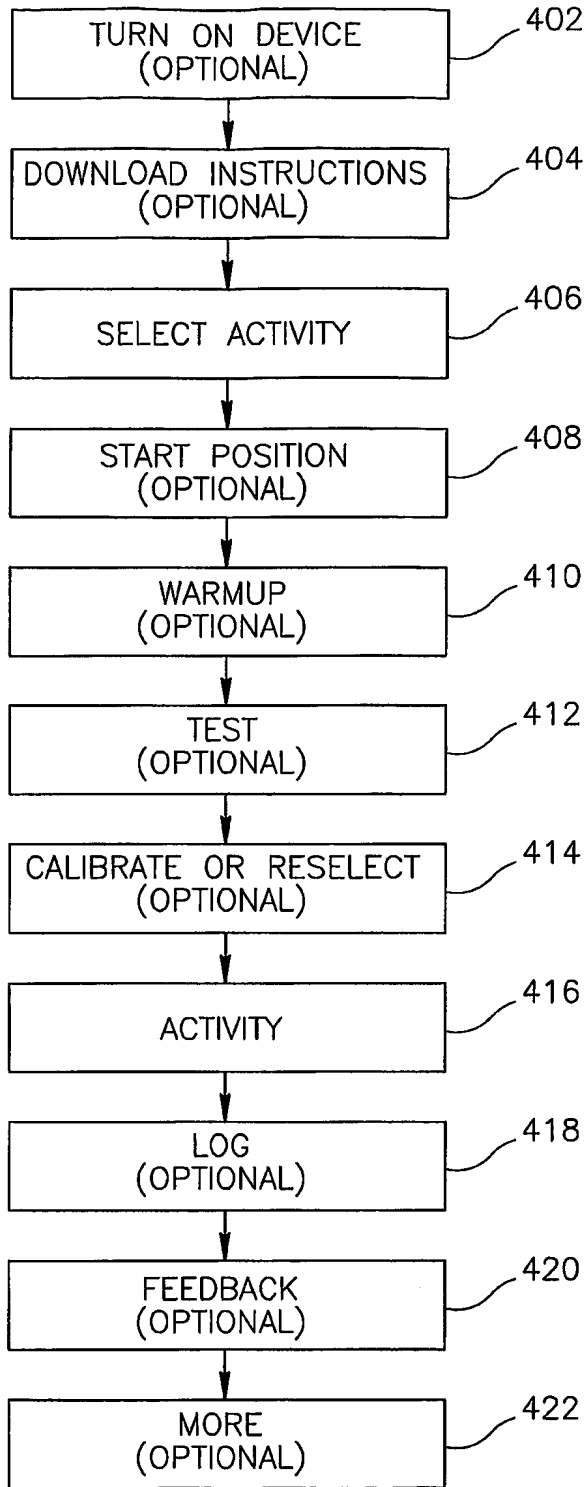 TURN ON DEVICE
(OPTIONAL)
402
DOWNLOAD INSTRUCTIONS
(OPTIONAL)
404
SELECT ACTIVITY
406
START POSITION
(OPTIONAL)
408
WARMUP
(OPTIONAL)
410
TEST
(OPTIONAL)
412
CALIBRATE OR RESELECT
(OPTIONAL)
414
ACTIVITY
416
LOG
(OPTIONAL)
418
FEEDBACK
(OPTIONAL)
420
MORE
(OPTIONAL)
422